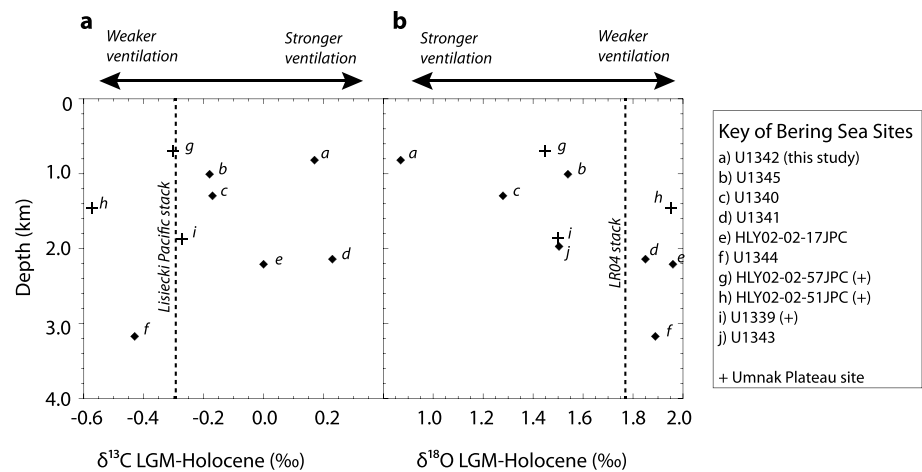 a
Weaker
ventilation
Stronger
ventilation
b
Stronger
ventilation
Weaker
ventilation
0
1.0
2.0
3.0
4.0
Depth (km)
-0.6
-0.4
-0.2
0.0
0.2
δ¹³C LGM-Holocene (‰)
Lisiecki Pacific stack
g
a
b
c
h
i
d
e
f
1.0
1.2
1.4
1.6
1.8
2.0
δ¹⁸O LGM-Holocene (‰)
LR04 stack
a
g
b
c
h
i
j
d
e
f
Key of Bering Sea Sites
a) U1342 (this study)
b) U1345
c) U1340
d) U1341
e) HLY02-02-17JPC
f) U1344
g) HLY02-02-57JPC (+)
h) HLY02-02-51JPC (+)
i) U1339 (+)
j) U1343
+ Umnak Plateau site